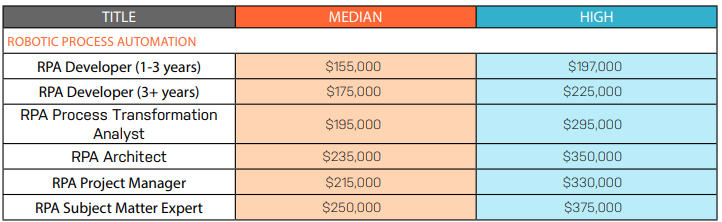 TITLE MEDIAN HIGH
ROBOTIC PROCESS AUTOMATION
RPA Developer (1-3 years) $155,000 $197,000
RPA Developer (3+ years) $175,000 $225,000
RPA Process Transformation
Analyst $195,000 $295,000
RPA Architect $235,000 $350,000
RPA Project Manager $215,000 $330,000
RPA Subject Matter Expert $250,000 $375,000